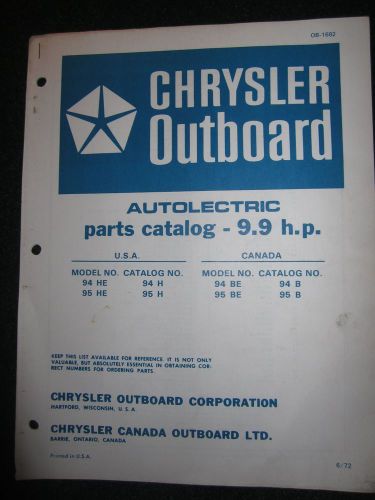 OB-1682
CHRYSLER
Outboard
AUTOLECTRIC
parts catalog - 9.9 h.p.
U.S.A. CANADA
MODEL NO. CATALOG NO. MODEL NO. CATALOG NO.
94 HE 94 H 94 BE 94 B
95 HE 95 H 95 BE 95 B
KEEP THIS LIST AVAILABLE FOR REFERENCE. IT IS NOT ONLY
VALUABLE, BUT ABSOLUTELY ESSENTIAL IN OBTAINING COR-
RECT NUMBERS FOR ORDERING PARTS.
CHRYSLER OUTBOARD CORPORATION
HARTFORD, WISCONSIN, U.S.A.
CHRYSLER CANADA OUTBOARD LTD.
BARRIE, ONTARIO, CANADA
Printed in U.S.A.
6/72